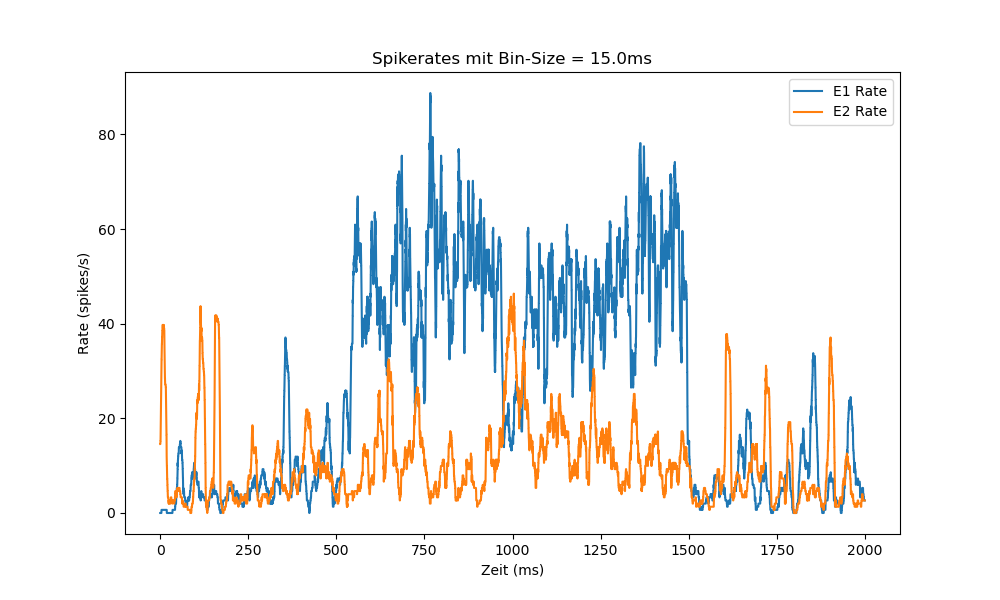 Spikerates mit Bin-Size = 15.0ms
E1 Rate
E2 Rate
80
60
40
20
0
Rate (spikes/s)
0 250 500 750 1000 1250 1500 1750 2000
Zeit (ms)